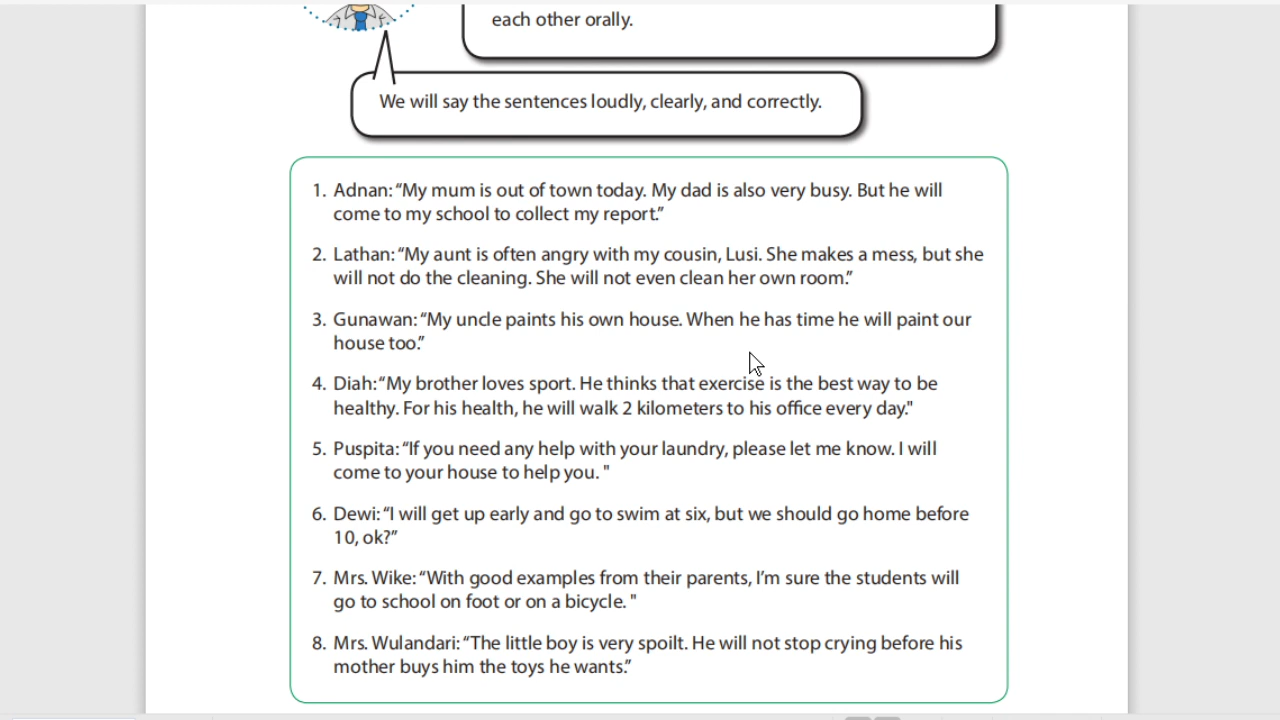 each other orally.
We will say the sentences loudly, clearly, and correctly.
1. Adnan: “My mum is out of town today. My dad is also very busy. But he will
come to my school to collect my report.”
2. Lathan: “My aunt is often angry with my cousin, Lusi. She makes a mess, but she
will not do the cleaning. She will not even clean her own room.”
3. Gunawan: “My uncle paints his own house. When he has time he will paint our
house too.”
4. Diah: “My brother loves sport. He thinks that exercise is the best way to be
healthy. For his health, he will walk 2 kilometers to his office every day."
5. Puspita: “If you need any help with your laundry, please let me know. I will
come to your house to help you. "
6. Dewi: “I will get up early and go to swim at six, but we should go home before
10, ok?”
7. Mrs. Wike: “With good examples from their parents, I’m sure the students will
go to school on foot or on a bicycle. "
8. Mrs. Wulandari: “The little boy is very spoilt. He will not stop crying before his
mother buys him the toys he wants.”